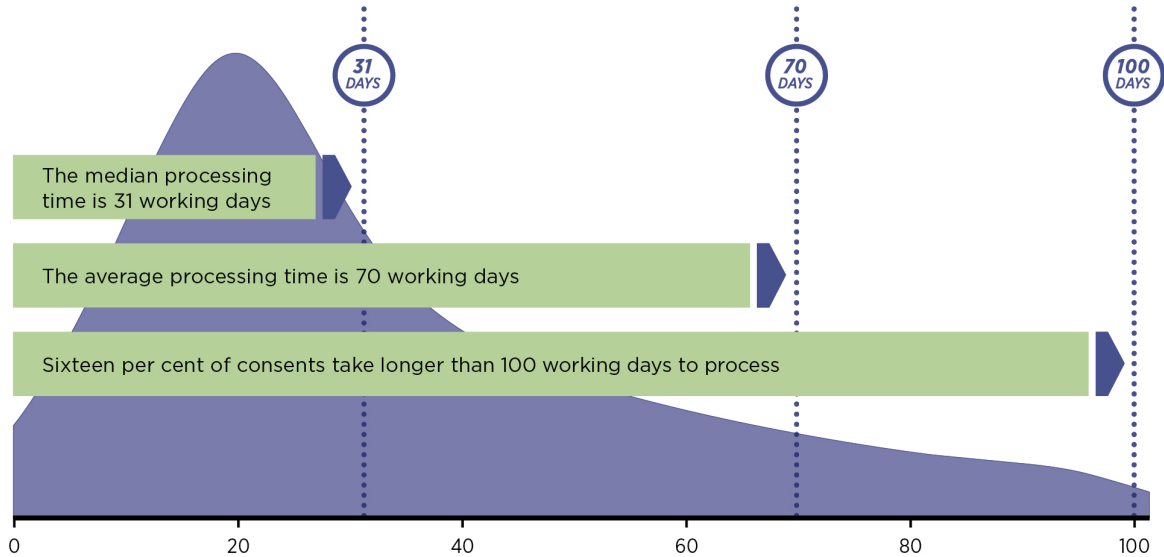 31
DAYS
70
DAYS
100
DAYS
The median processing
time is 31 working days
The average processing time is 70 working days
Sixteen per cent of consents take longer than 100 working days to process
0
20
40
60
80
100